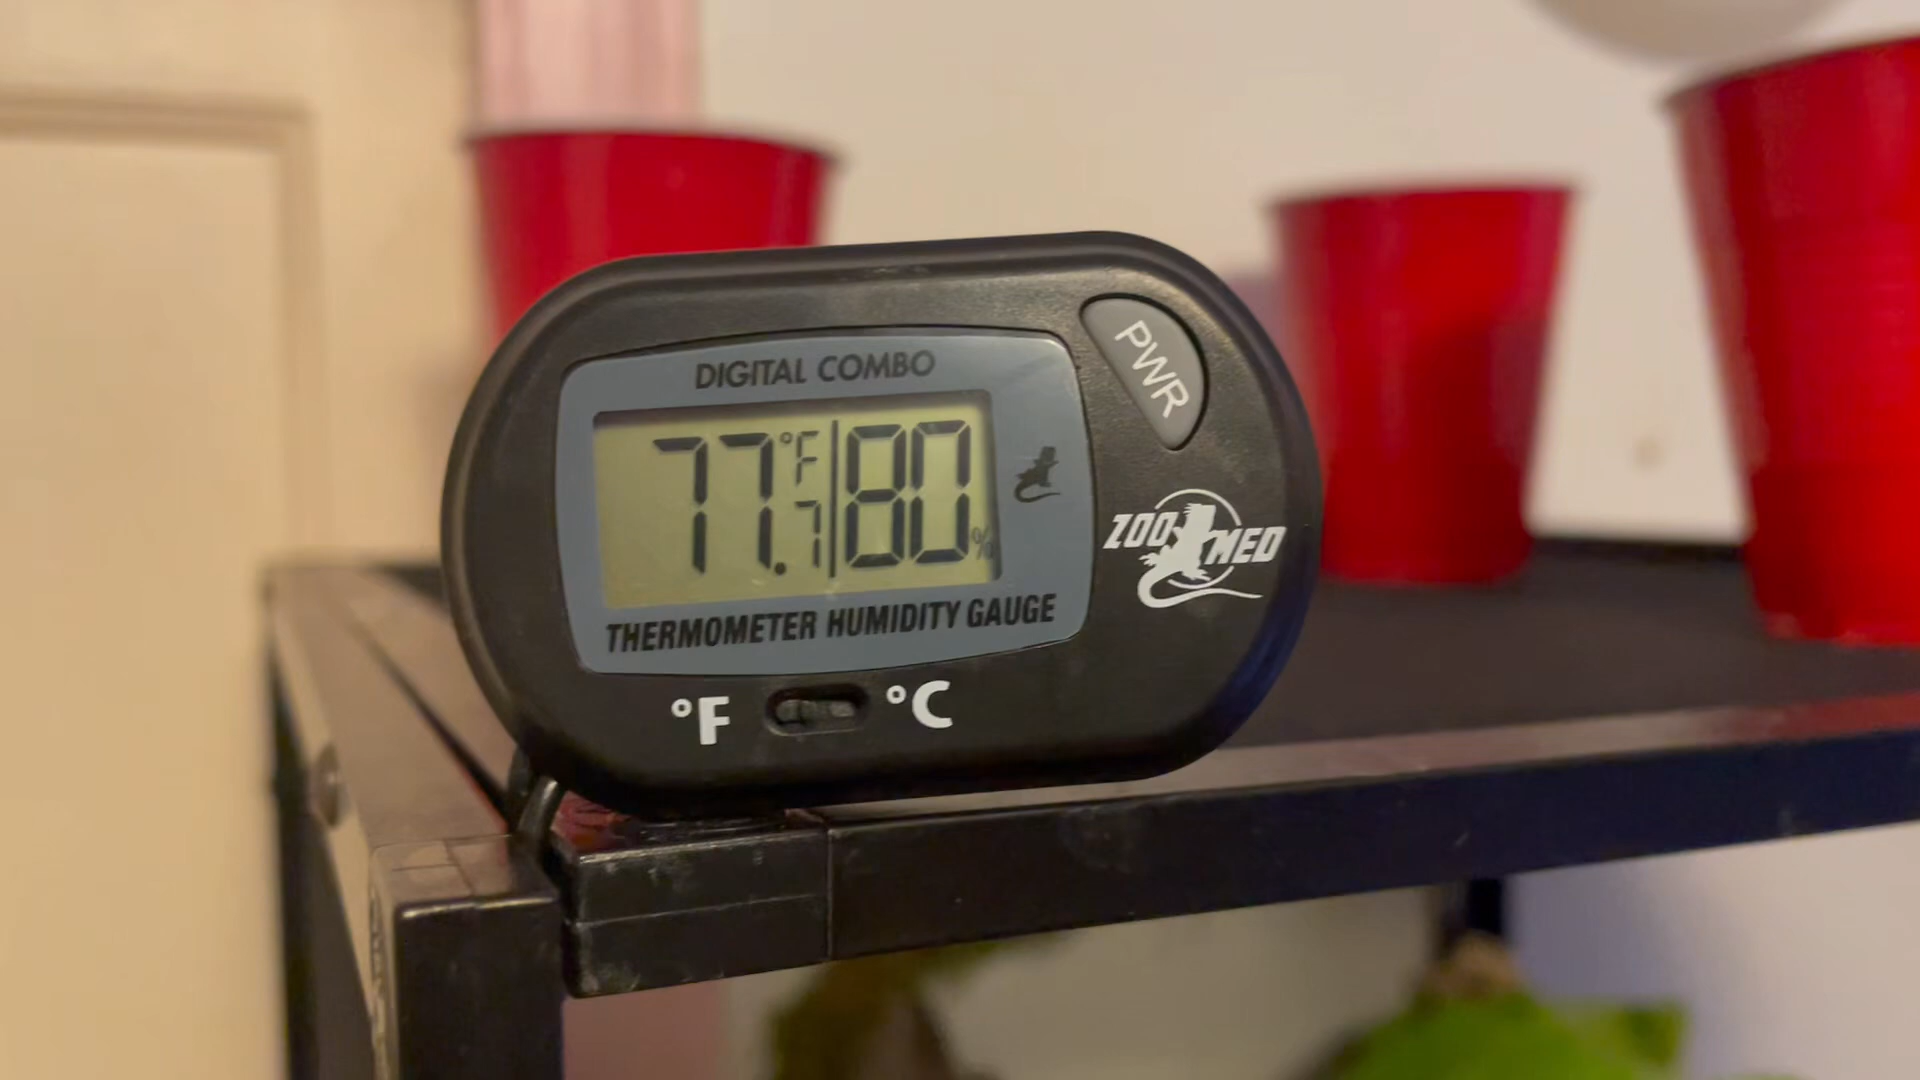 DIGITAL COMBO
77.7°F 80%
THERMOMETER HUMIDITY GAUGE
°F °C
PWR
ZOO MED